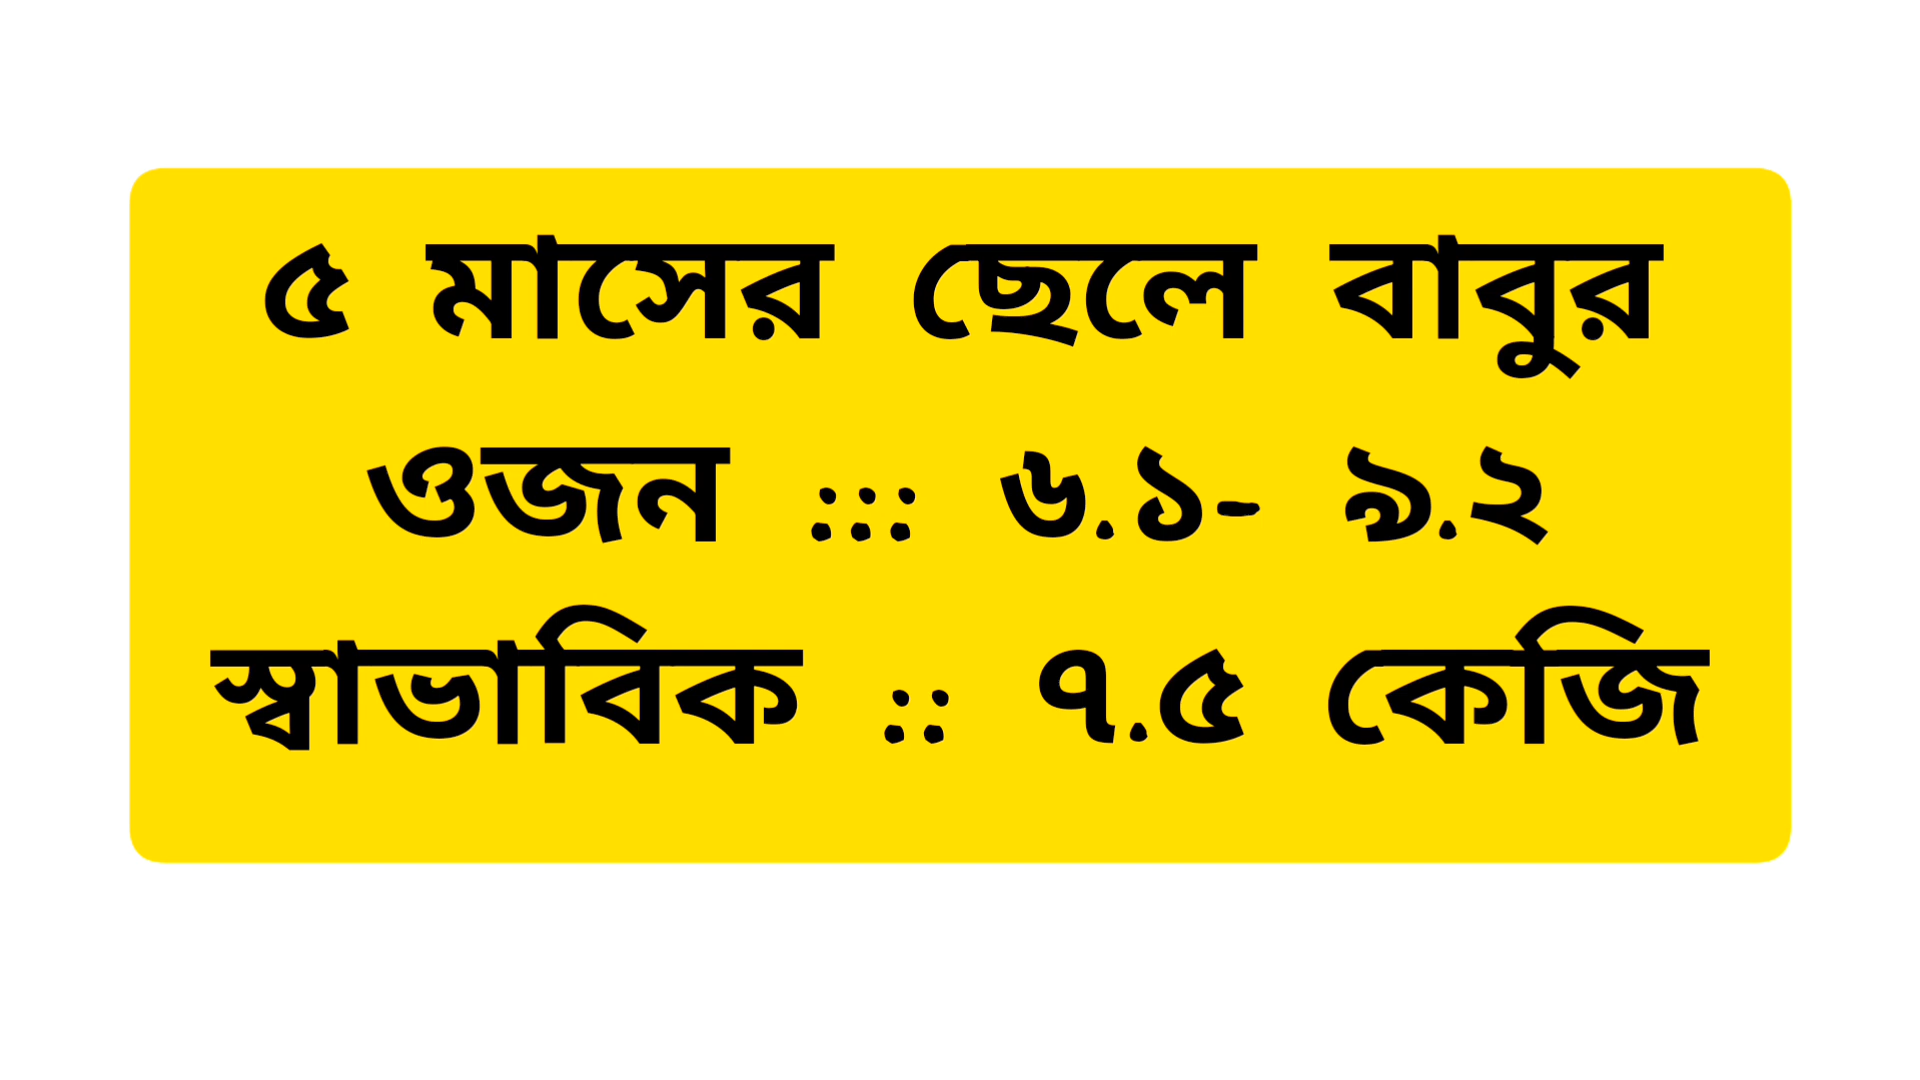 ৫ মাসের ছেলে বাবুর
ওজন ::: ৬.১- ৯.২
স্বাভাবিক :: ৭.৫ কেজি